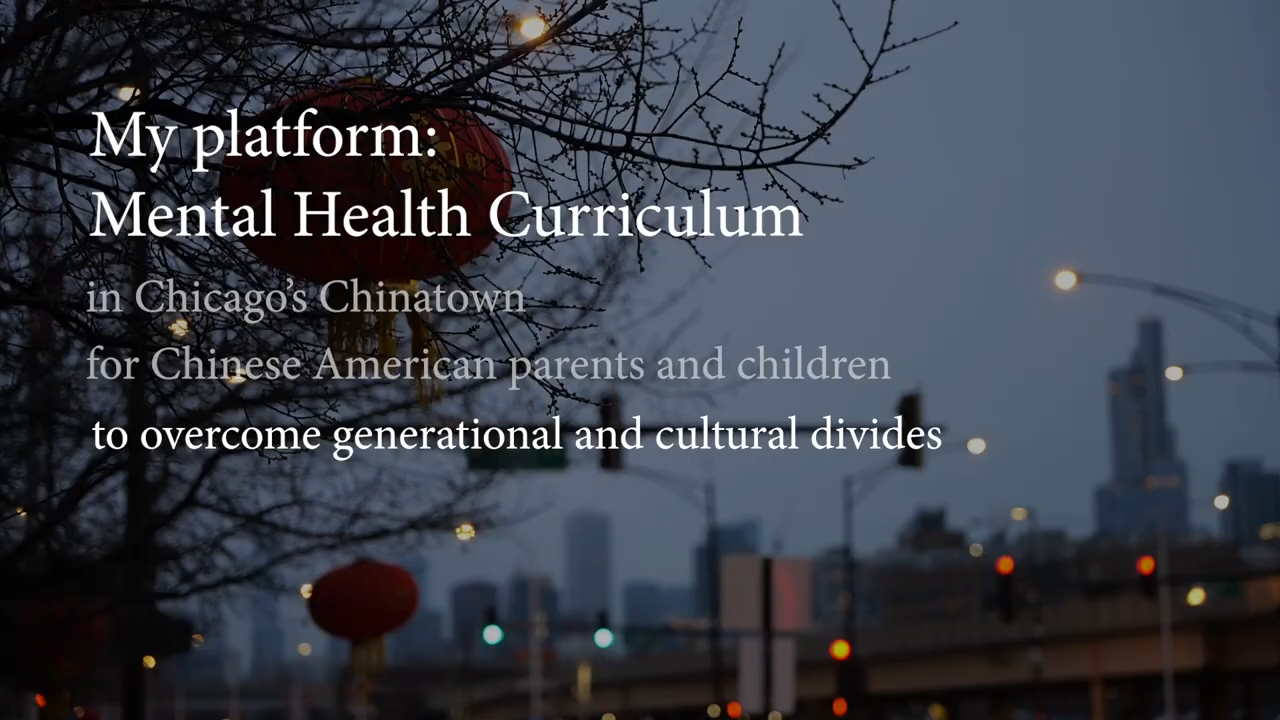 My platform:
Mental Health Curriculum
in Chicago’s Chinatown
for Chinese American parents and children
to overcome generational and cultural divides